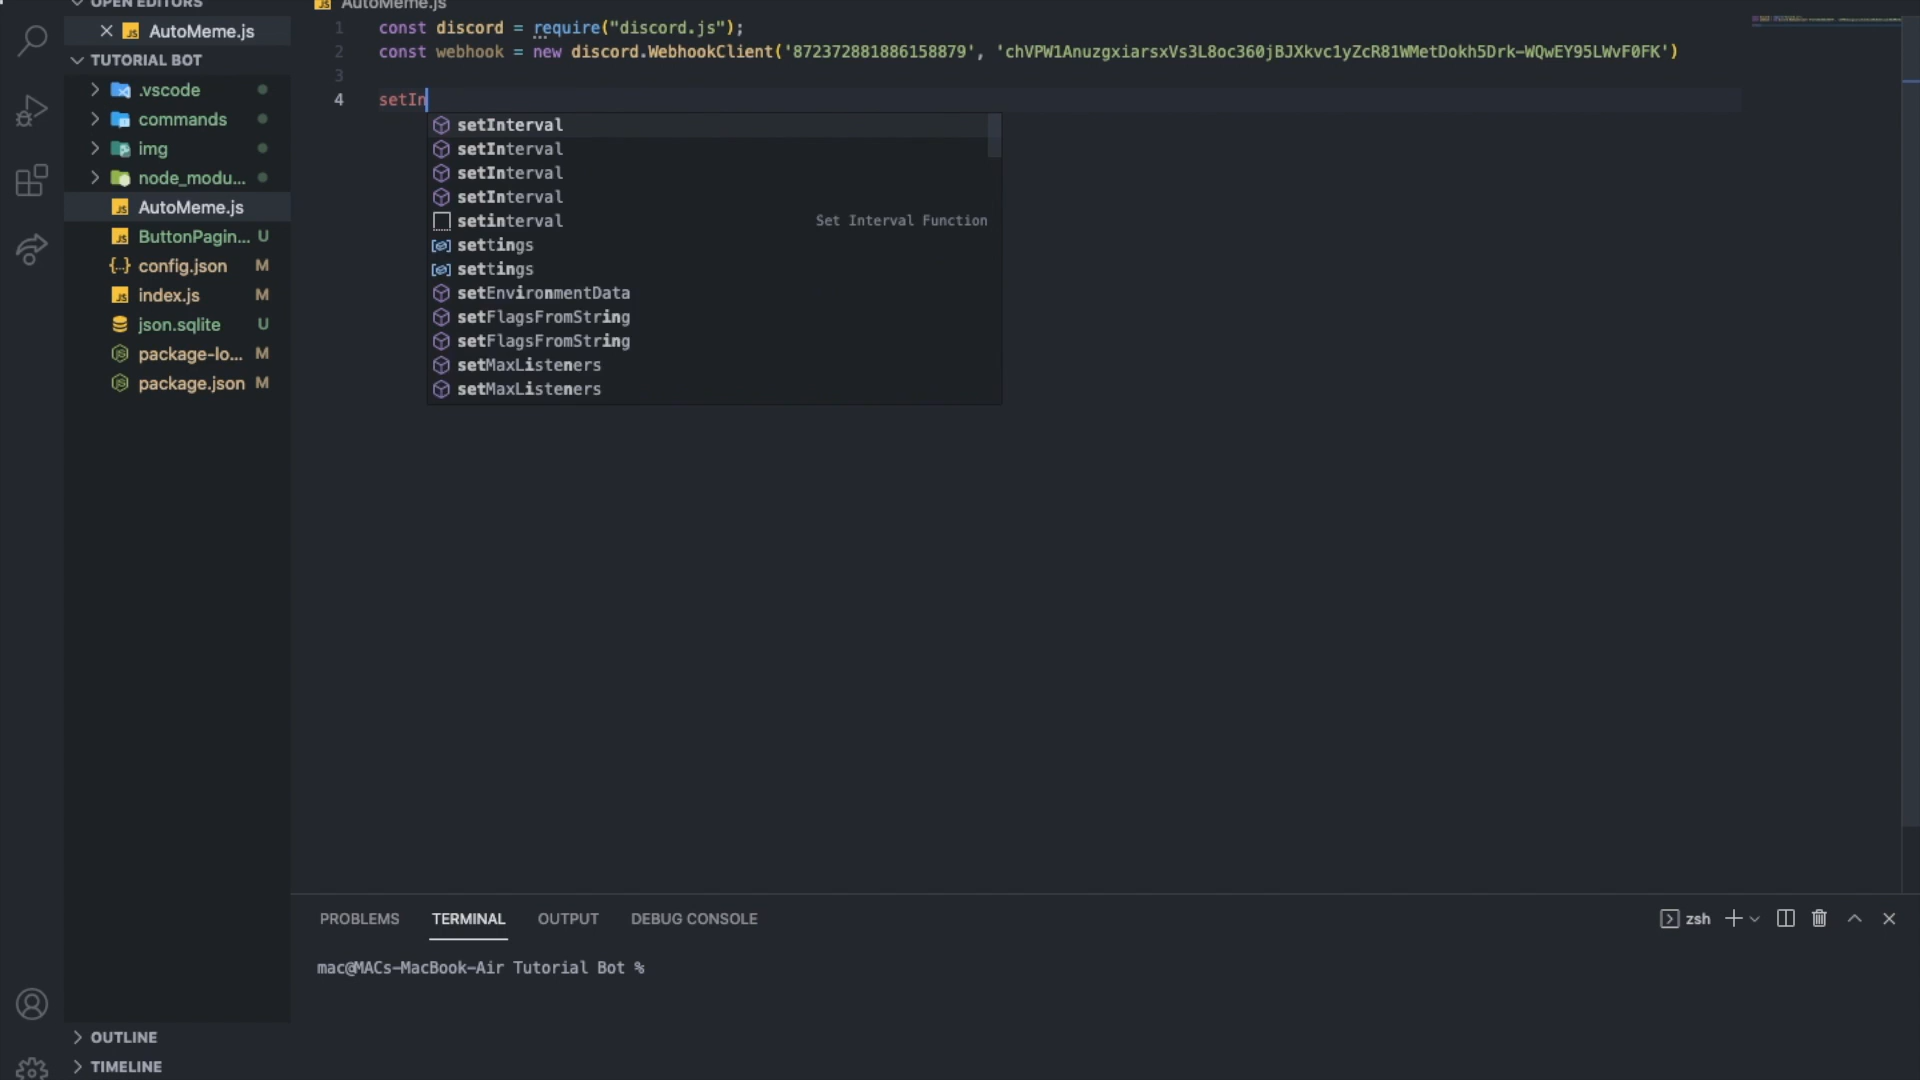 OPEN EDITORS
AutoMeme.js
TUTORIAL BOT
.vscode
commands
img
node_modu...
AutoMeme.js
ButtonPagin... U
config.json M
index.js M
json.sqlite U
package-lo... M
package.json M
OUTLINE
TIMELINE
AutoMeme.js
1 const discord = require("discord.js");
2 const webhook = new discord.WebhookClient('872372881886158879', 'chVPW1AnuzgxiarsxVs3L8oc360jBJXkvc1yZcR81WMetDokh5Drk-WQwEY95LWvF0FK')
3
4 setIn
setInterval
setInterval
setInterval
setInterval
setinterval Set Interval Function
settings
settings
setEnvironmentData
setFlagsFromString
setFlagsFromString
setMaxListeners
setMaxListeners
PROBLEMS TERMINAL OUTPUT DEBUG CONSOLE zsh
mac@MACs-MacBook-Air Tutorial Bot %